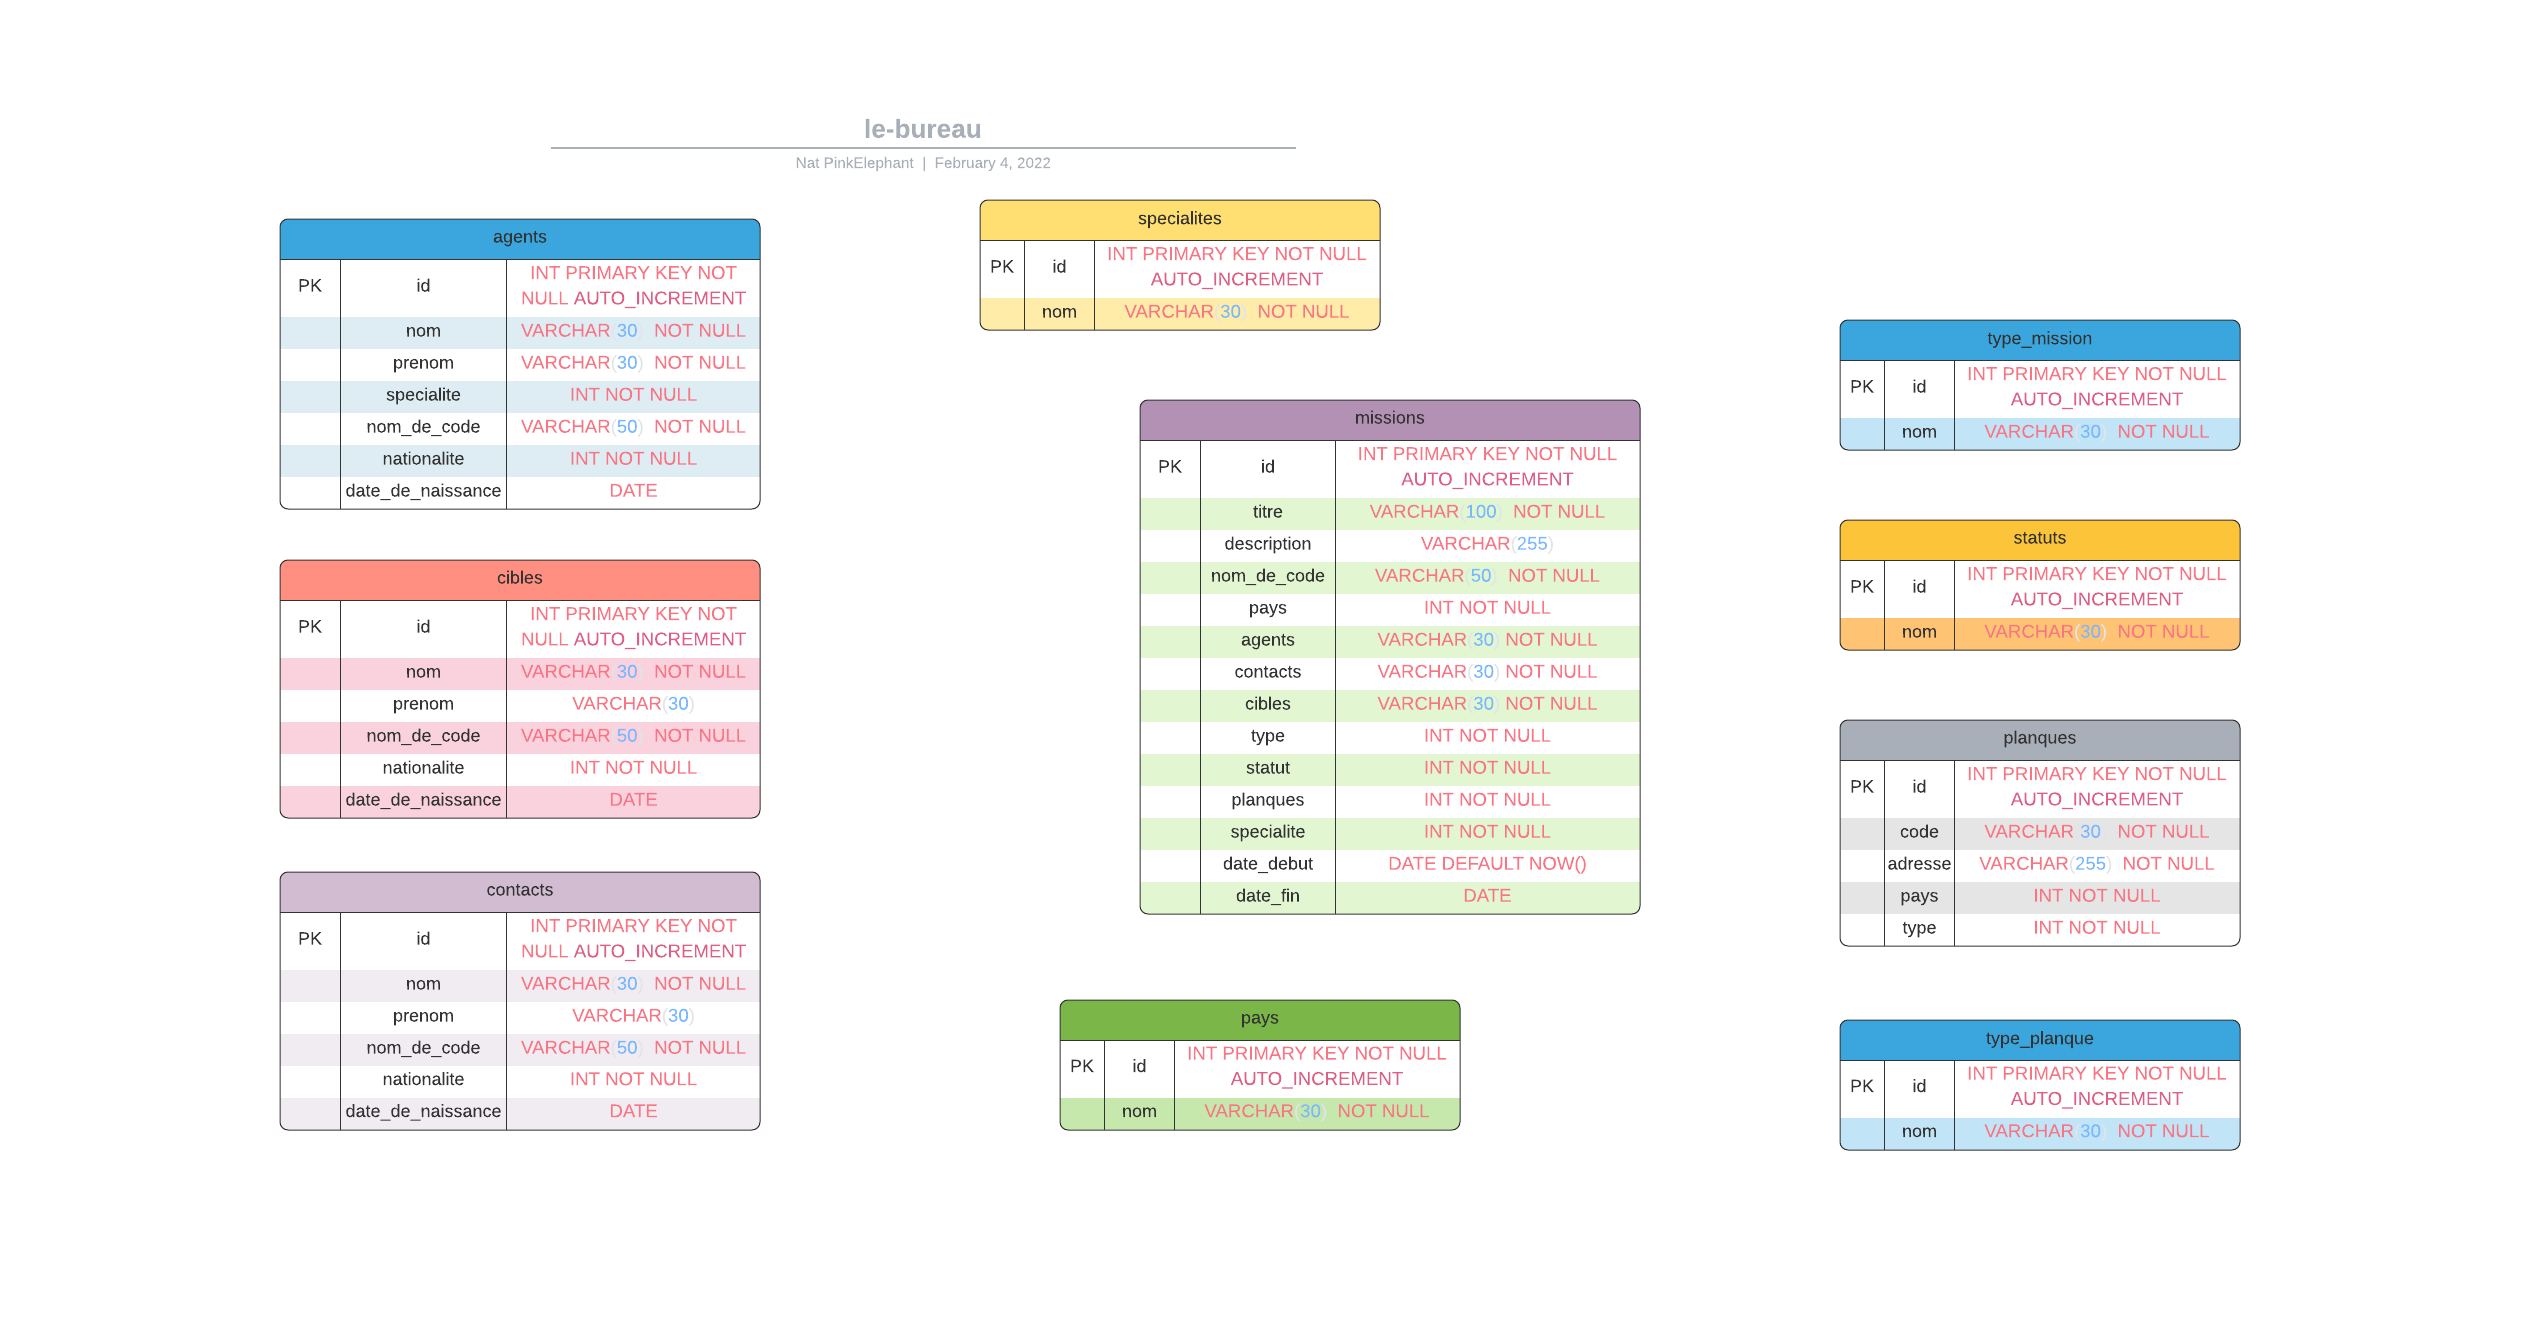 le-bureau
Nat PinkElephant | February 4, 2022
agents
PK id INT PRIMARY KEY NOT
NULL AUTO_INCREMENT
nom VARCHAR(30) NOT NULL
prenom VARCHAR(30) NOT NULL
specialite INT NOT NULL
nom_de_code VARCHAR(50) NOT NULL
nationalite INT NOT NULL
date_de_naissance DATE
cibles
PK id INT PRIMARY KEY NOT
NULL AUTO_INCREMENT
nom VARCHAR(30) NOT NULL
prenom VARCHAR(30)
nom_de_code VARCHAR(50) NOT NULL
nationalite INT NOT NULL
date_de_naissance DATE
contacts
PK id INT PRIMARY KEY NOT
NULL AUTO_INCREMENT
nom VARCHAR(30) NOT NULL
prenom VARCHAR(30)
nom_de_code VARCHAR(50) NOT NULL
nationalite INT NOT NULL
date_de_naissance DATE
specialites
PK id INT PRIMARY KEY NOT NULL
AUTO_INCREMENT
nom VARCHAR(30) NOT NULL
missions
PK id INT PRIMARY KEY NOT NULL
AUTO_INCREMENT
titre VARCHAR(100) NOT NULL
description VARCHAR(255)
nom_de_code VARCHAR(50) NOT NULL
pays INT NOT NULL
agents VARCHAR(30) NOT NULL
contacts VARCHAR(30) NOT NULL
cibles VARCHAR(30) NOT NULL
type INT NOT NULL
statut INT NOT NULL
planques INT NOT NULL
specialite INT NOT NULL
date_debut DATE DEFAULT NOW()
date_fin DATE
pays
PK id INT PRIMARY KEY NOT NULL
AUTO_INCREMENT
nom VARCHAR(30) NOT NULL
type_mission
PK id INT PRIMARY KEY NOT NULL
AUTO_INCREMENT
nom VARCHAR(30) NOT NULL
statuts
PK id INT PRIMARY KEY NOT NULL
AUTO_INCREMENT
nom VARCHAR(30) NOT NULL
planques
PK id INT PRIMARY KEY NOT NULL
AUTO_INCREMENT
code VARCHAR(30) NOT NULL
adresse VARCHAR(255) NOT NULL
pays INT NOT NULL
type INT NOT NULL
type_planque
PK id INT PRIMARY KEY NOT NULL
AUTO_INCREMENT
nom VARCHAR(30) NOT NULL